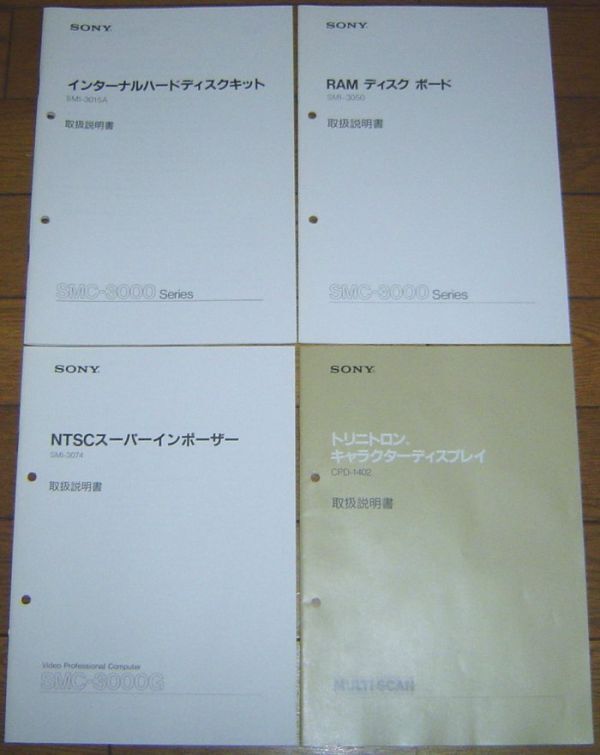 SONY
インターナルハードディスクキット
SMI-3015A
取扱説明書
SMC-3000 Series
SONY
RAM ディスク ボード
SMI-3050
取扱説明書
SMC-3000 Series
SONY
NTSCスーパーインポーザー
SMI-3074
取扱説明書
Video Professional Computer
SMC-3000G
SONY
トリニトロン®
キャラクターディスプレイ
CPD-1402
取扱説明書
MULTISCAN